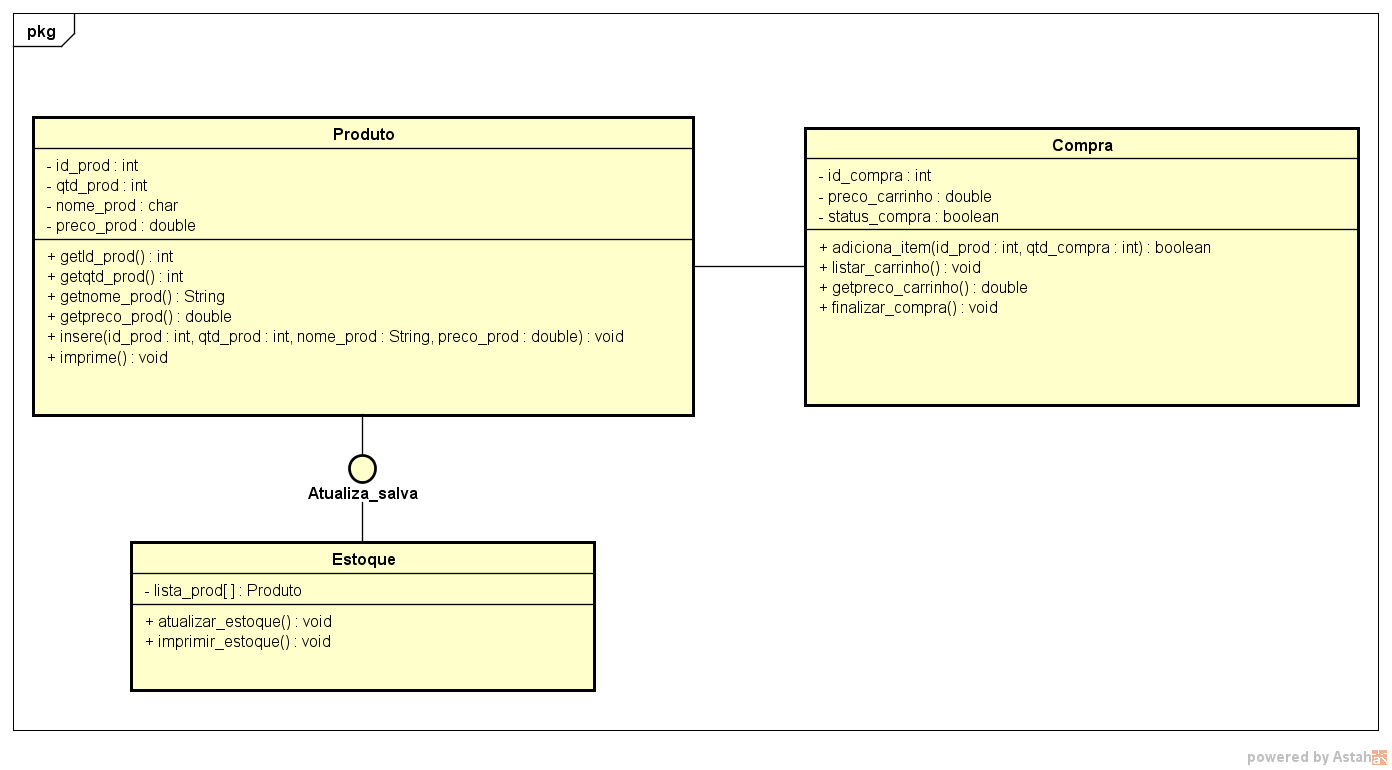 pkg
Produto
- id_prod : int
- qtd_prod : int
- nome_prod : char
- preco_prod : double
+ getId_prod() : int
+ getqtd_prod() : int
+ getnome_prod() : String
+ getpreco_prod() : double
+ insere(id_prod : int, qtd_prod : int, nome_prod : String, preco_prod : double) : void
+ imprime() : void
Compra
- id_compra : int
- preco_carrinho : double
- status_compra : boolean
+ adiciona_item(id_prod : int, qtd_compra : int) : boolean
+ listar_carrinho() : void
+ getpreco_carrinho() : double
+ finalizar_compra() : void
Atualiza_salva
Estoque
- lista_prod[ ] : Produto
+ atualizar_estoque() : void
+ imprimir_estoque() : void
powered by Astah